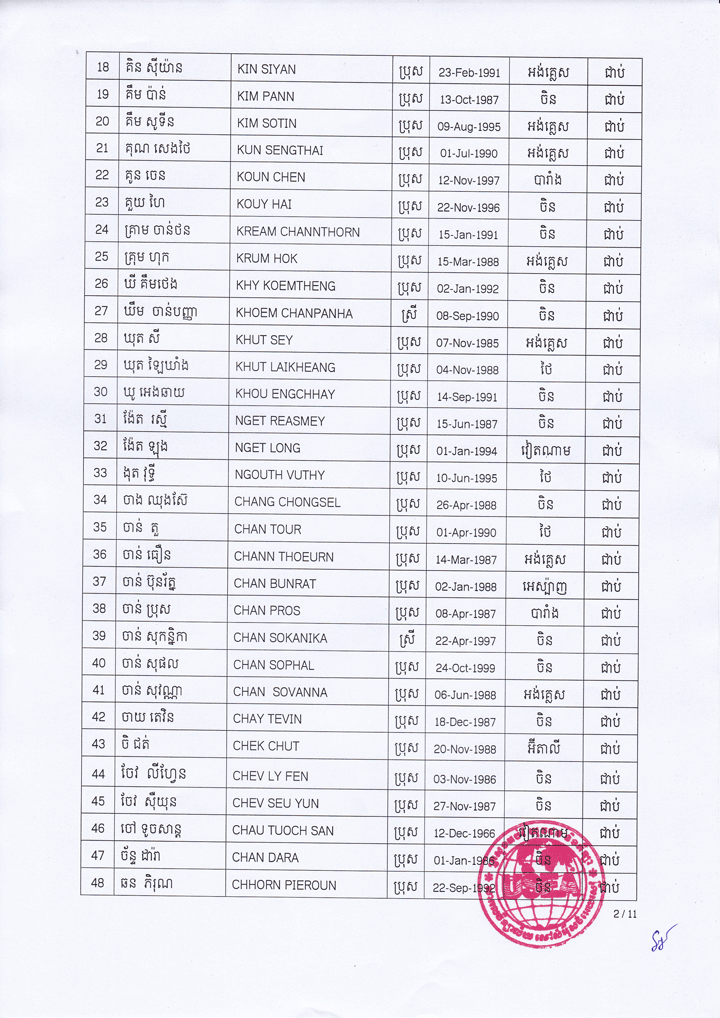 18 គិន ស៊ីយ៉ាន KIN SIYAN ប្រុស 23-Feb-1991 អង់គ្លេស ជាប់
19 គឹម ប៉ាន់ KIM PANN ប្រុស 13-Oct-1987 ចិន ជាប់
20 គឹម សូទីន KIM SOTIN ប្រុស 09-Aug-1995 អង់គ្លេស ជាប់
21 គុណ សេងថៃ KUN SENGTHAI ប្រុស 01-Jul-1990 អង់គ្លេស ជាប់
22 គូន ចេន KOUN CHEN ប្រុស 12-Nov-1997 បារាំង ជាប់
23 គួយ ហៃ KOUY HAI ប្រុស 22-Nov-1996 ចិន ជាប់
24 គ្រាម ចាន់ថន KREAM CHANNTHORN ប្រុស 15-Jan-1991 ចិន ជាប់
25 គ្រុម ហុក KRUM HOK ប្រុស 15-Mar-1988 អង់គ្លេស ជាប់
26 ឃី គឹមថេង KHY KOEMTHENG ប្រុស 02-Jan-1992 ចិន ជាប់
27 ឃឹម ចាន់បញ្ញា KHOEM CHANPANHA ស្រី 08-Sep-1990 ចិន ជាប់
28 ឃុត សី KHUT SEY ប្រុស 07-Nov-1985 អង់គ្លេស ជាប់
29 ឃុត ឡៃឃាំង KHUT LAIKHEANG ប្រុស 04-Nov-1988 ថៃ ជាប់
30 ឃូ អេងឆាយ KHOU ENGCHHAY ប្រុស 14-Sep-1991 ចិន ជាប់
31 ង៉ែត រស្មី NGET REASMEY ប្រុស 15-Jun-1987 ចិន ជាប់
32 ង៉ែត ឡុង NGET LONG ប្រុស 01-Jan-1994 វៀតណាម ជាប់
33 ងុត វុទ្ធី NGOUTH VUTHY ប្រុស 10-Jun-1995 ថៃ ជាប់
34 ចាង ឈុងស៊ែ CHANG CHONGSEL ប្រុស 26-Apr-1988 ចិន ជាប់
35 ចាន់ តួ CHAN TOUR ប្រុស 01-Apr-1990 ថៃ ជាប់
36 ចាន់ ធឿន CHANN THOEURN ប្រុស 14-Mar-1987 អង់គ្លេស ជាប់
37 ចាន់ ប៊ុនរ័ត្ន CHAN BUNRAT ប្រុស 02-Jan-1988 អេស្ប៉ាញ ជាប់
38 ចាន់ ប្រុស CHAN PROS ប្រុស 08-Apr-1987 បារាំង ជាប់
39 ចាន់ សុកន្និកា CHAN SOKANIKA ស្រី 22-Apr-1997 ចិន ជាប់
40 ចាន់ សុផល CHAN SOPHAL ប្រុស 24-Oct-1999 ចិន ជាប់
41 ចាន់ សុវណ្ណា CHAN SOVANNA ប្រុស 06-Jun-1988 អង់គ្លេស ជាប់
42 ចាយ តេវិន CHAY TEVIN ប្រុស 18-Dec-1987 ចិន ជាប់
43 ចិ ជត់ CHEK CHUT ប្រុស 20-Nov-1988 អ៊ីតាលី ជាប់
44 ចែវ លីហ្វែន CHEV LY FEN ប្រុស 03-Nov-1986 ចិន ជាប់
45 ចែវ ស៊ឺយុន CHEV SEU YUN ប្រុស 27-Nov-1987 ចិន ជាប់
46 ចៅ ទូចសាន្ត CHAU TUOCH SAN ប្រុស 12-Dec-1966 វៀតណាម ជាប់
47 ច័ន្ទ ដារ៉ា CHAN DARA ប្រុស ចិន ជាប់
48 ឆន ភិរុណ CHHORN PIEROUN ប្រុស 22-Sep-1992 ចិន ជាប់
USEA
2 / 11